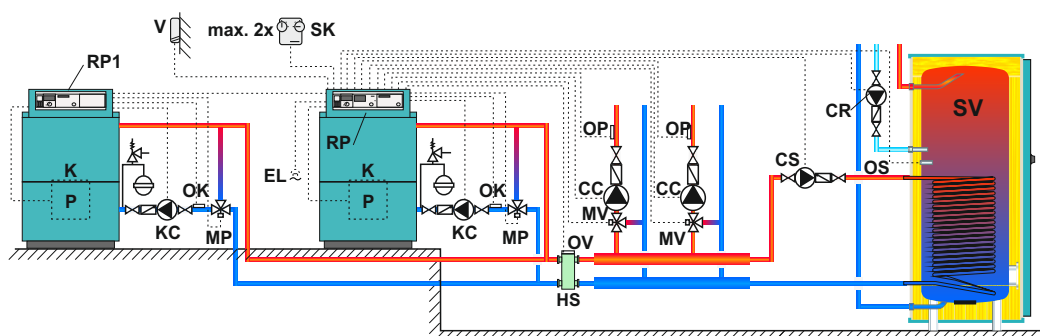 V
max. 2x
SK
RP1
RP
CR
SV
OP
OP
K
K
P
P
EL
OK
OK
KC
KC
MP
MP
CC
CC
MV
MV
OV
HS
CS
OS